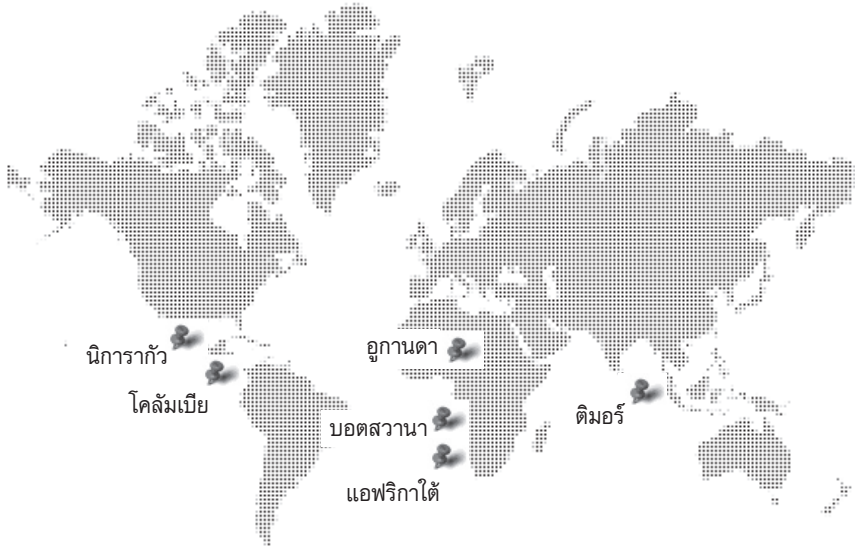 นิการากัว
โคลัมเบีย
อูกานดา
บอตสวานา
แอฟริกาใต้
ติมอร์